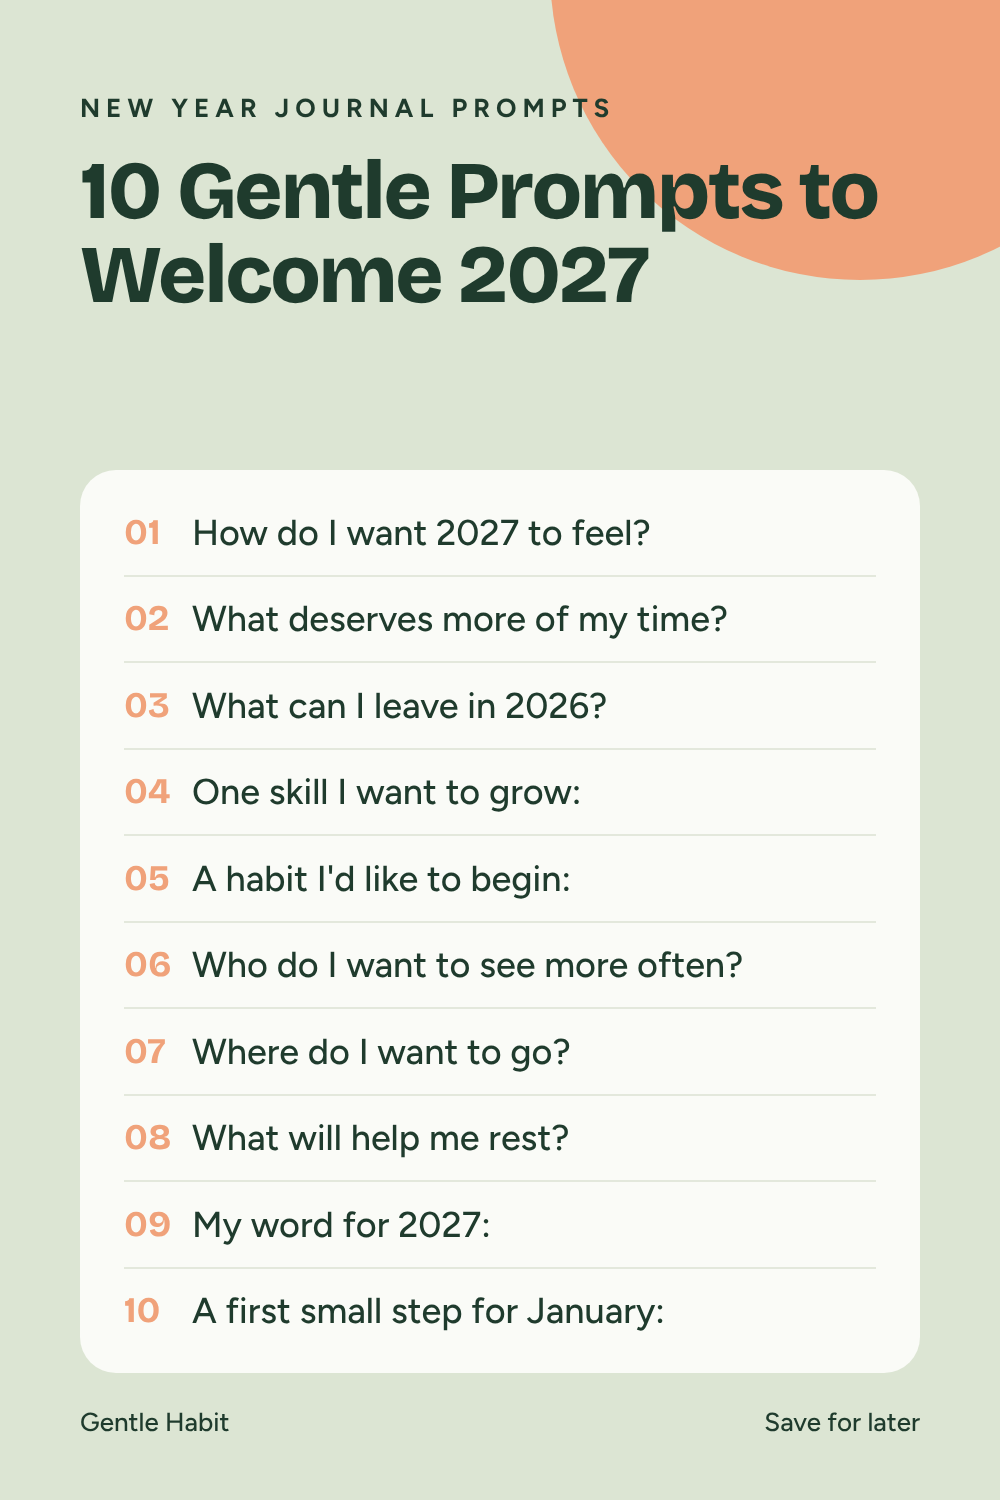 NEW YEAR JOURNAL PROMPTS
10 Gentle Prompts to
Welcome 2027
01 How do I want 2027 to feel?
02 What deserves more of my time?
03 What can I leave in 2026?
04 One skill I want to grow:
05 A habit I'd like to begin:
06 Who do I want to see more often?
07 Where do I want to go?
08 What will help me rest?
09 My word for 2027:
10 A first small step for January:
Gentle Habit
Save for later